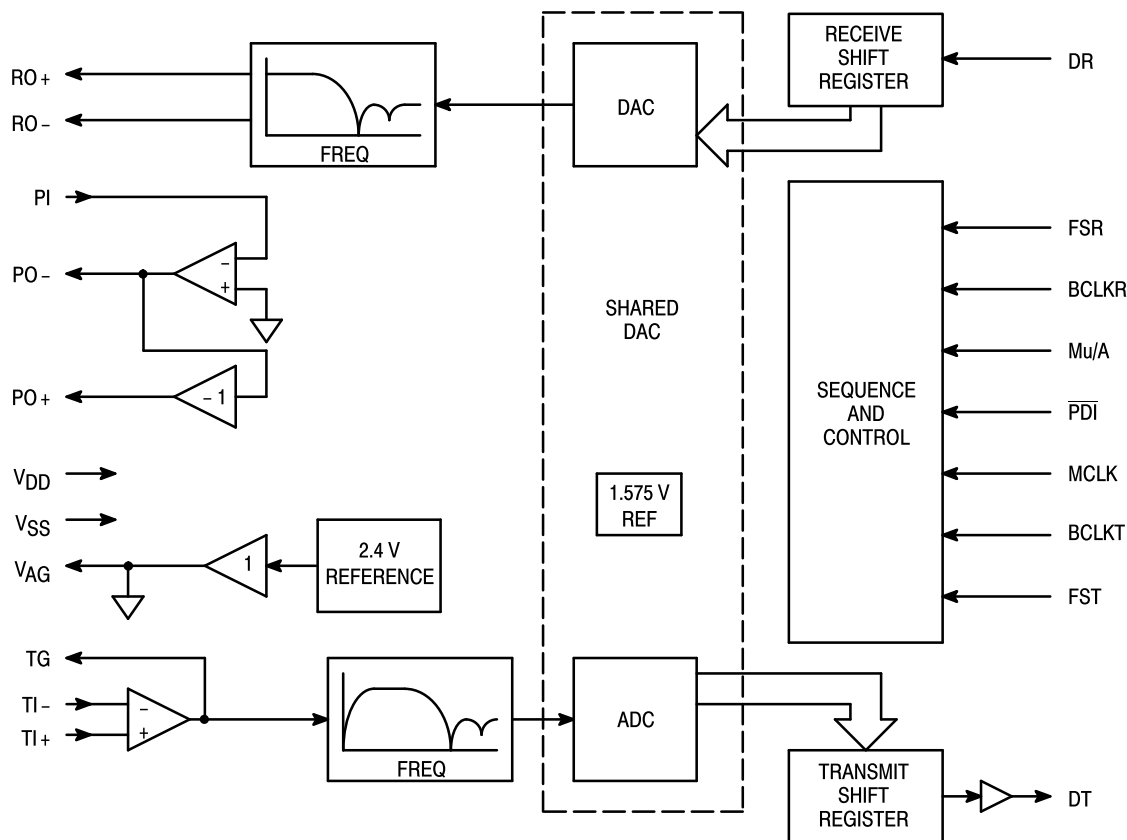 RO+
RO−
FREQ
DAC
RECEIVE
SHIFT
REGISTER
DR
PI
PO−
−
+
PO+
− 1
SHARED
DAC
SEQUENCE
AND
CONTROL
FSR
BCLKR
Mu/A
P̅D̅I̅
MCLK
BCLKT
FST
VDD
VSS
VAG
1
2.4 V
REFERENCE
1.575 V
REF
TG
TI−
TI+
−
+
FREQ
ADC
TRANSMIT
SHIFT
REGISTER
DT